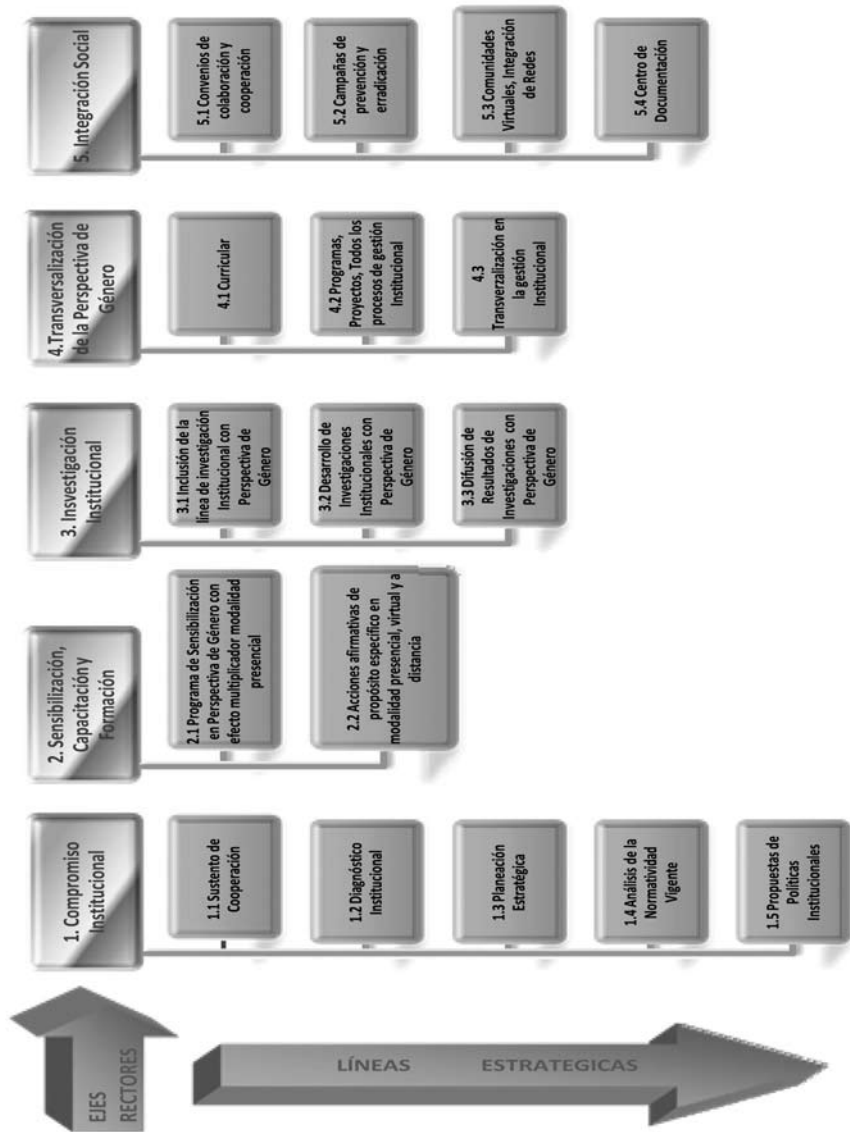 EJES
RECTORES
LÍNEAS ESTRATEGICAS
1. Compromiso
Institucional
1.1 Sustento de
Cooperación
1.2 Diagnóstico
Institucional
1.3 Planeación
Estratégica
1.4 Análisis de la
Normatividad
Vigente
1.5 Propuestas de
Políticas
Institucionales
2. Sensibilización,
Capacitación y
Formación
2.1 Programa de Sensibilización
en Perspectiva de Género con
efecto multiplicador modalidad
presencial
2.2 Acciones afirmativas de
propósito específico en
modalidad presencial, virtual y a
distancia
3. Insvestigación
Institucional
3.1 Inclusión de la
línea de investigación
Institucional con
Perspectiva de
Género
3.2 Desarrollo de
Investigaciones
Institucionales con
Perspectiva de
Género
3.3 Difusión de
Resultados de
Investigaciones con
Perspectiva de
Género
4.Transversalización
de la Perspectiva de
Género
4.1 Curricular
4.2 Programas,
Proyectos, Todos los
procesos de gestión
Institucional
4.3
Transverzalización en
la gestión
Institucional
5. Integración Social
5.1 Convenios de
colaboración y
cooperación
5.2 Campañas de
prevención y
erradicación
5.3 Comunidades
Virtuales, Integración
de Redes
5.4 Centro de
Documentación